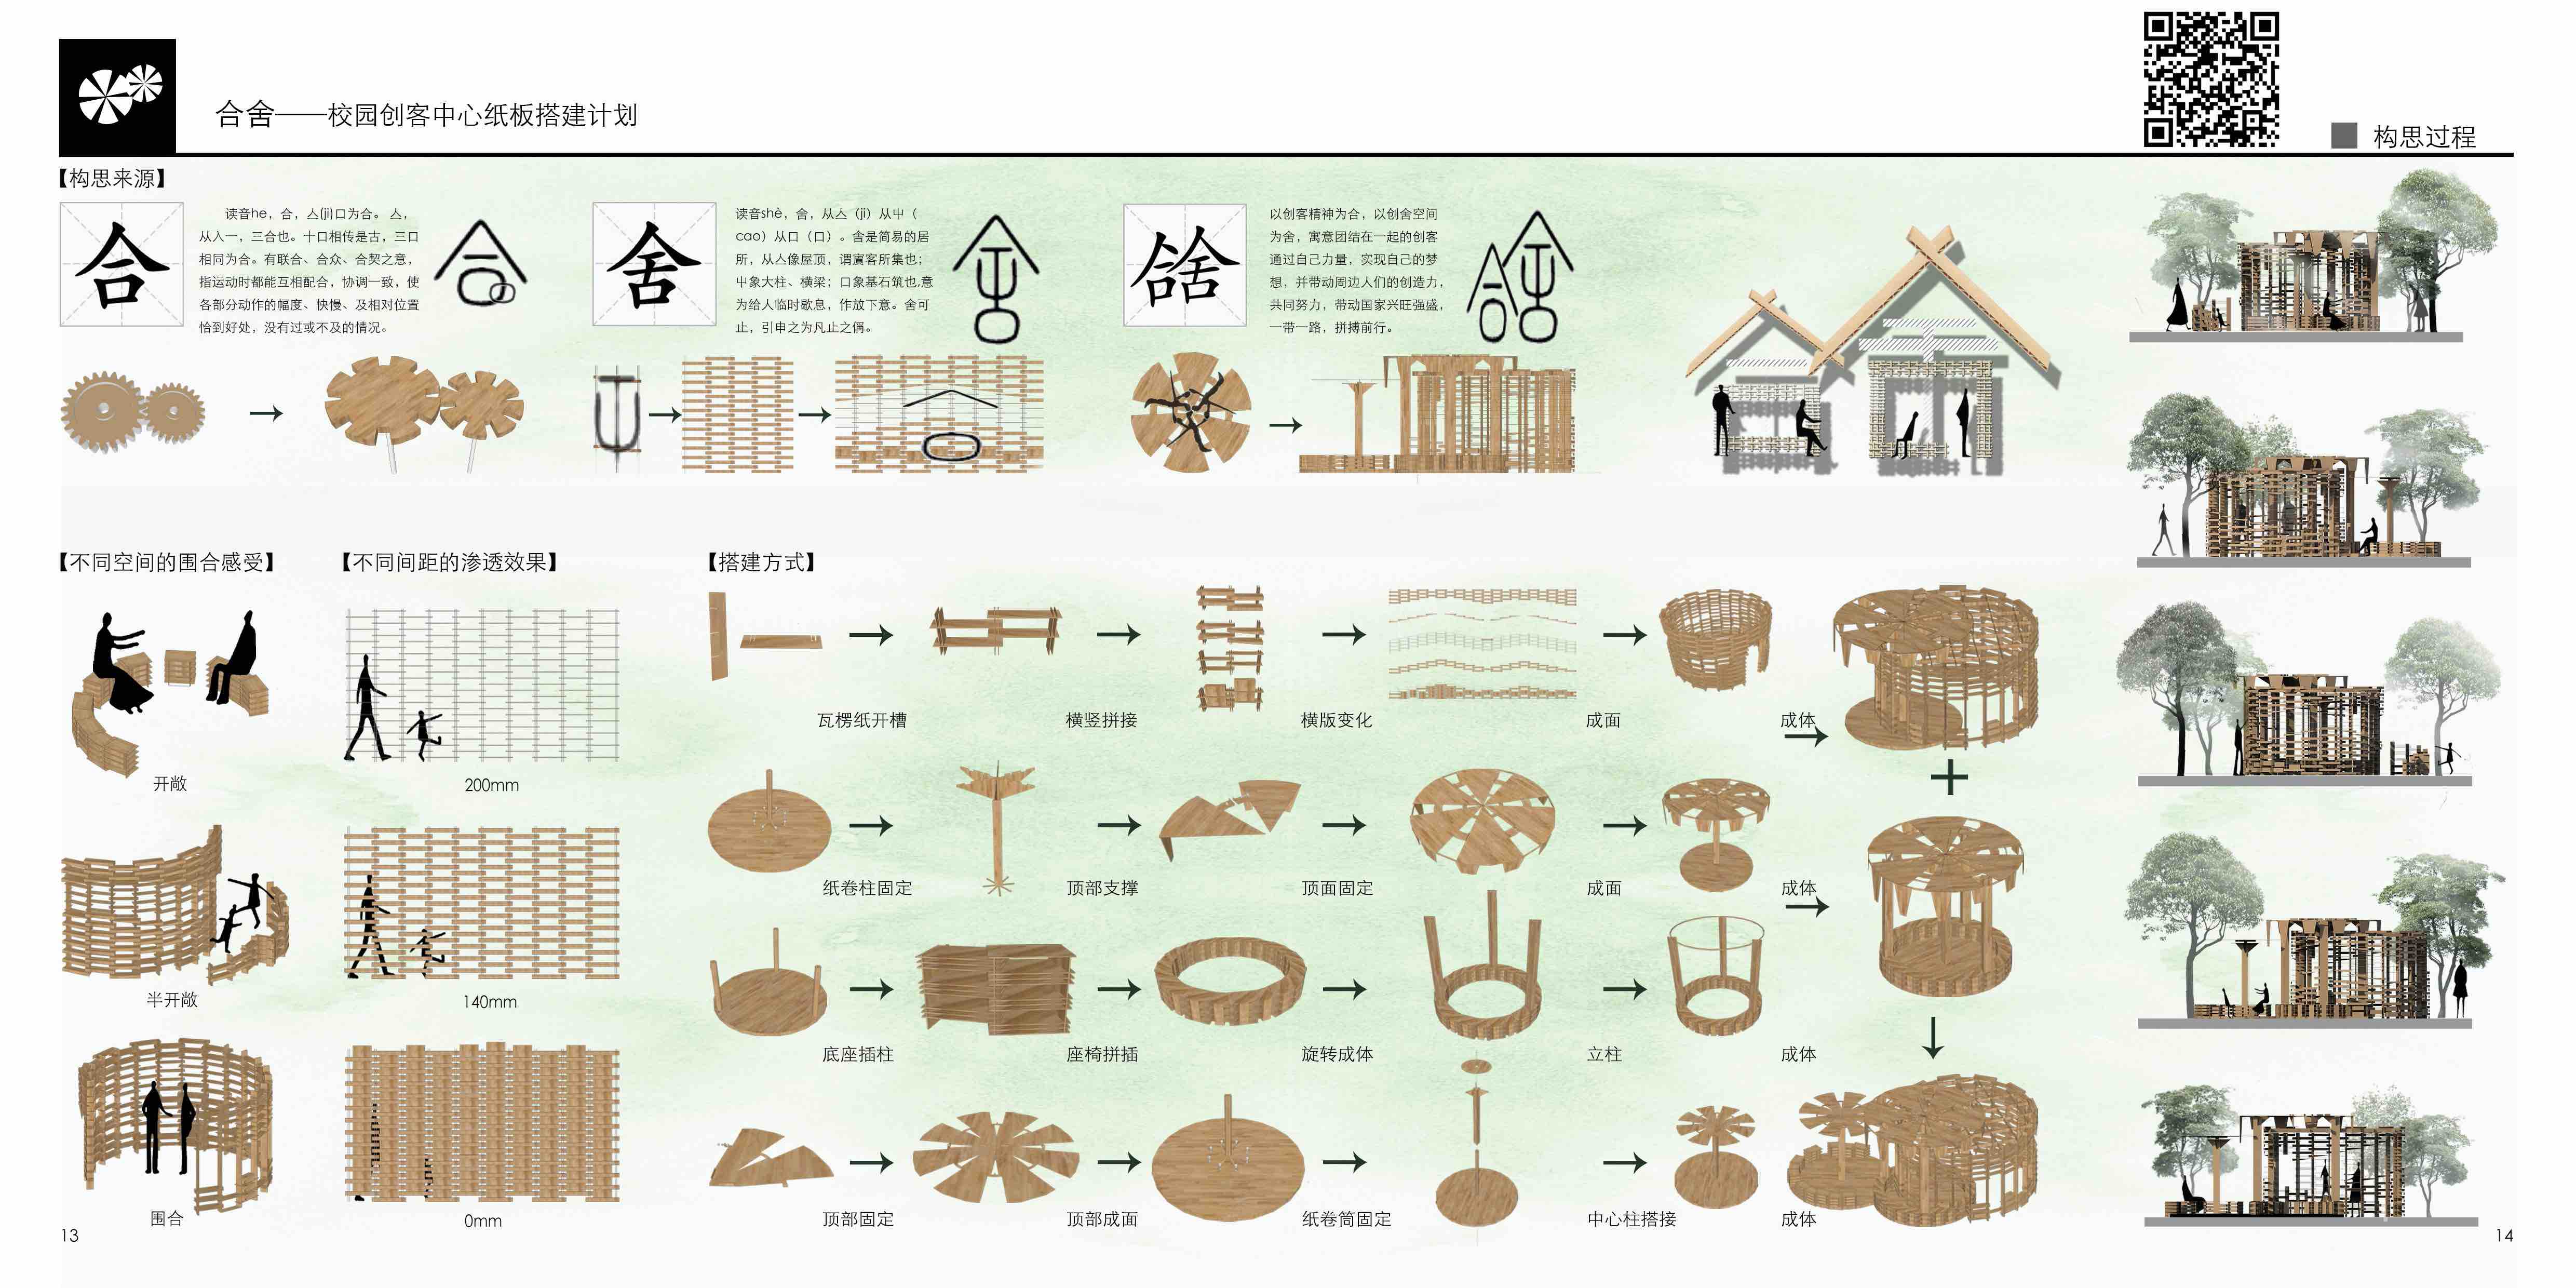 合舍——校园创客中心纸板搭建计划
构思过程
【构思来源】
合
读音he，合，亼(jí)口为合。亼，
从入一，三合也。十口相传是古，三口
相同为合。有联合、合众、合契之意，
指运动时都能互相配合，协调一致，使
各部分动作的幅度、快慢、及相对位置
恰到好处，没有过或不及的情况。
舍
读音shè，舍，从亼（jí）从屮（
cao）从口（口）。舍是简易的居
所，从亼像屋顶，谓賔客所集也；
屮象大柱、横梁；口象基石筑也,意
为给人临时歇息，作放下意。舍可
止，引申之为凡止之偁。
以创客精神为合，以创舍空间
为舍，寓意团结在一起的创客
通过自己力量，实现自己的梦
想，并带动周边人们的创造力，
共同努力，带动国家兴旺强盛，
一带一路，拼搏前行。
【不同空间的围合感受】
开敞
半开敞
围合
【不同间距的渗透效果】
200mm
140mm
0mm
【搭建方式】
瓦楞纸开槽
横竖拼接
横版变化
成面
成体
纸卷柱固定
顶部支撑
顶面固定
成面
成体
底座插柱
座椅拼插
旋转成体
立柱
成体
顶部固定
顶部成面
纸卷筒固定
中心柱搭接
成体
13
14